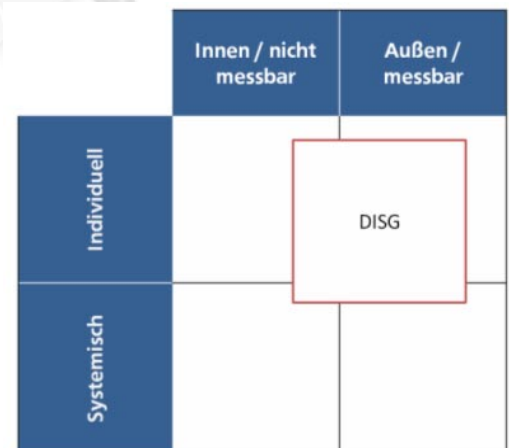 Innen / nicht
messbar
Außen /
messbar
Individuell
DISG
Systemisch